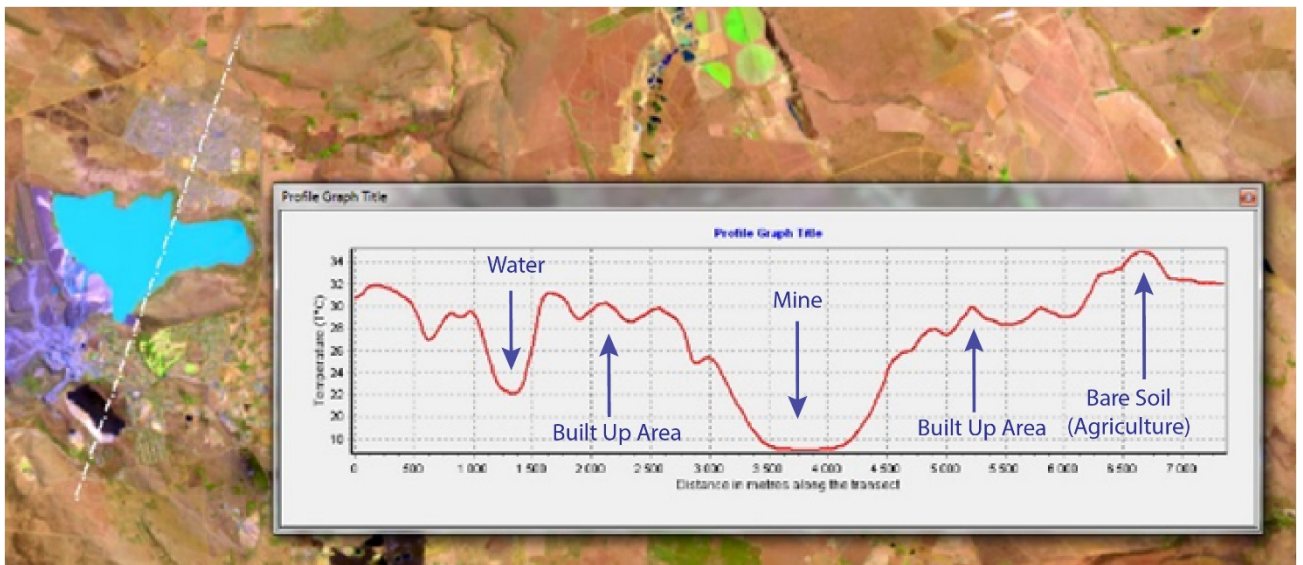 Profile Graph Title
Profile Graph Title
Water
Mine
Built Up Area
Built Up Area
Bare Soil
(Agriculture)
Temperature (T°C)
34
32
30
28
26
24
22
20
18
0
500
1 000
1 500
2 000
2 500
3 000
3 500
4 000
4 500
5 000
5 500
6 000
6 500
7 000
Distance in metres along the transect